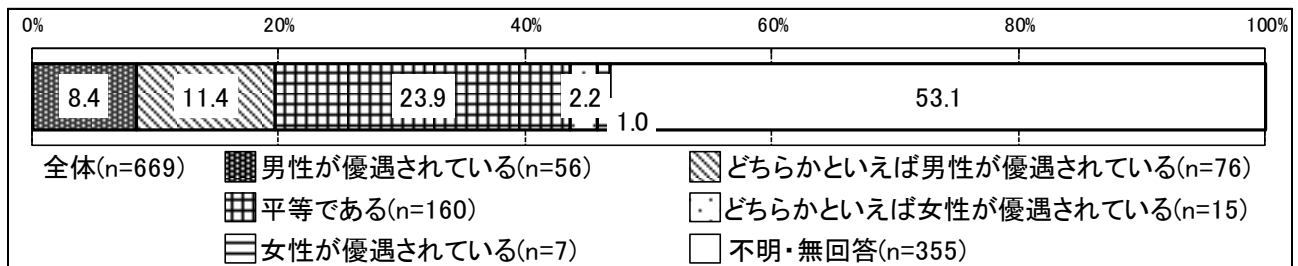 0% 20% 40% 60% 80% 100%
8.4 11.4 23.9 2.2 1.0 53.1
全体(n=669) 男性が優遇されている(n=56) どちらかといえば男性が優遇されている(n=76)
平等である(n=160) どちらかといえば女性が優遇されている(n=15)
女性が優遇されている(n=7) 不明・無回答(n=355)